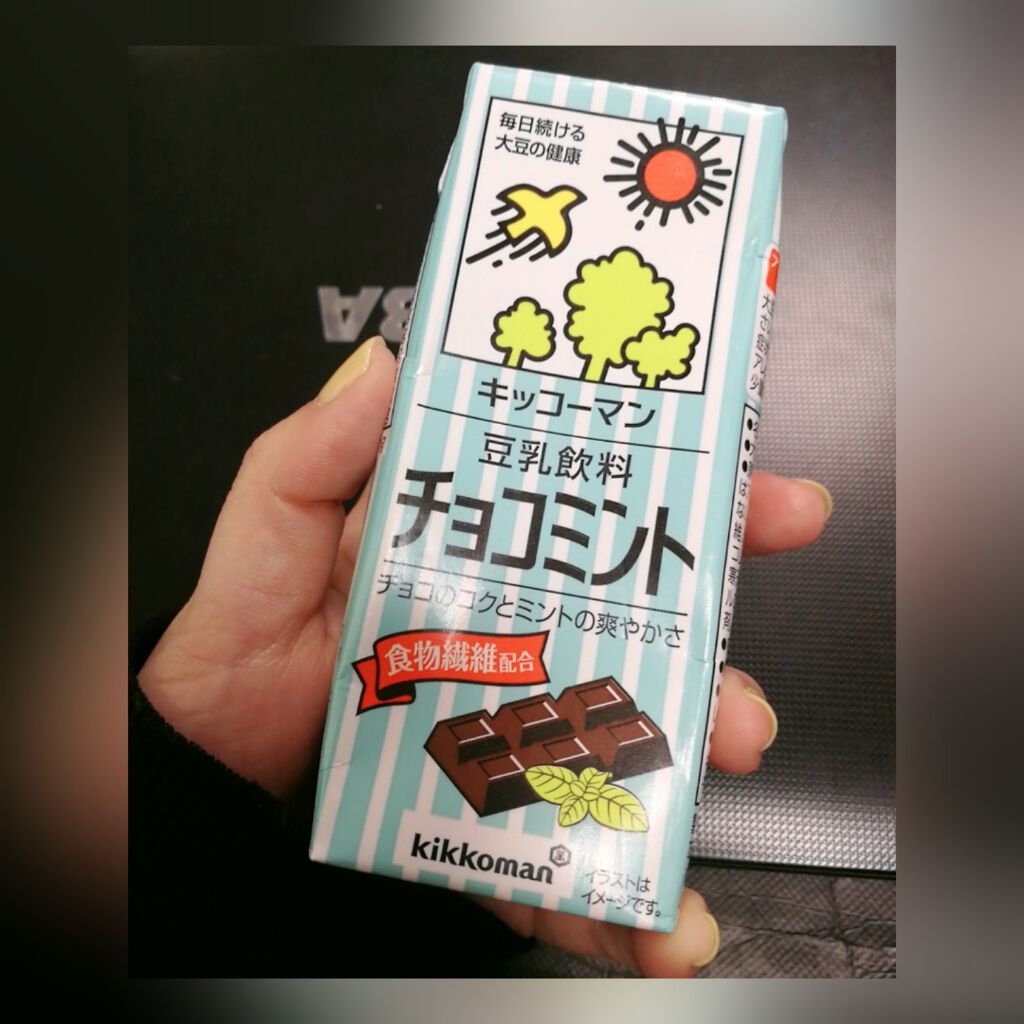 毎日続ける
大豆の健康
キッコーマン
豆乳飲料
チョコミント
チョコのコクとミントの爽やかさ
食物繊維配合
kikkoman
イラストは
イメージです。